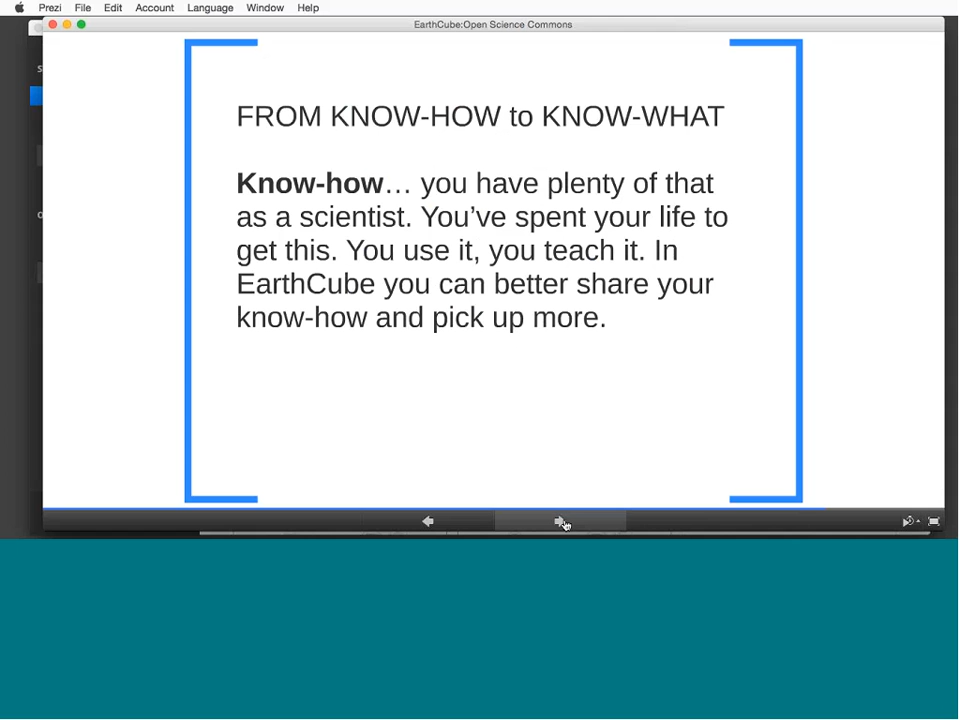 Prezi File Edit Account Language Window Help
EarthCube:Open Science Commons
FROM KNOW-HOW to KNOW-WHAT
Know-how… you have plenty of that
as a scientist. You’ve spent your life to
get this. You use it, you teach it. In
EarthCube you can better share your
know-how and pick up more.